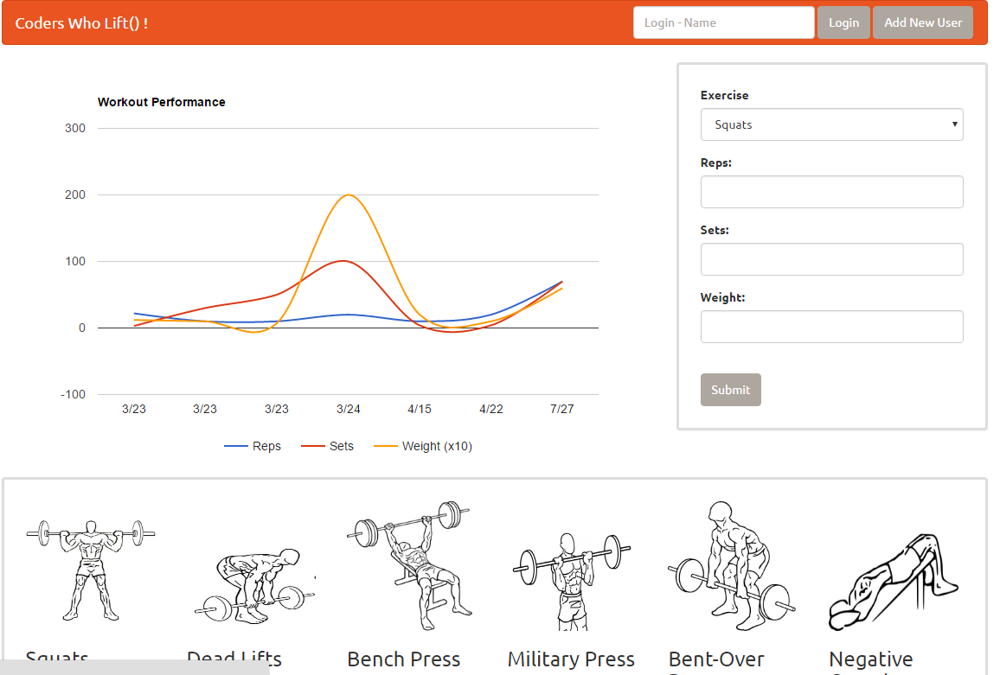 Coders Who Lift() !
Login - Name
Login
Add New User
Workout Performance
300
200
100
0
-100
3/23 3/23 3/23 3/24 4/15 4/22 7/27
Reps Sets Weight (x10)
Exercise
Squats
Reps:
Sets:
Weight:
Submit
Squats Dead Lifts Bench Press Military Press Bent-Over Negative